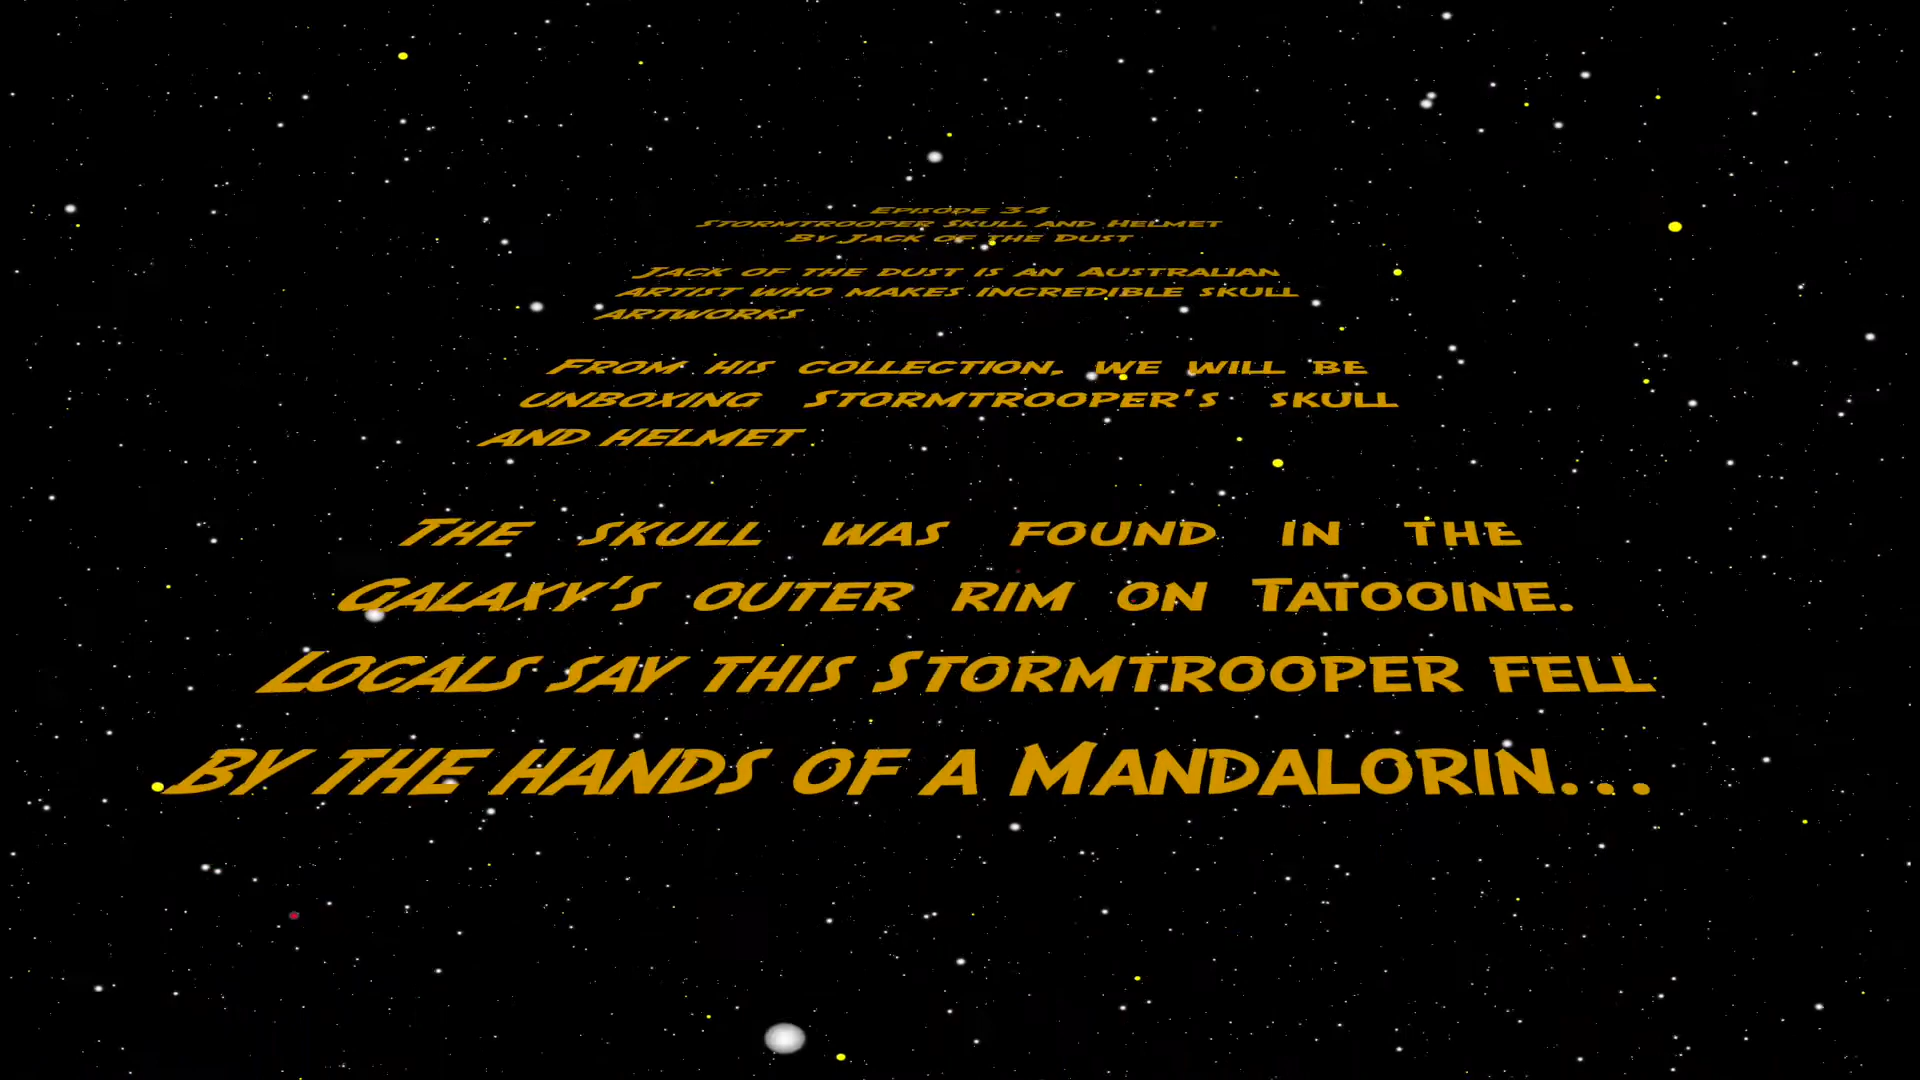 Episode 34
Stormtrooper Skull and Helmet
By Jack of the Dust
Jack of the dust is an Australian
artist who makes incredible skull
artworks
From his collection, we will be
unboxing Stormtrooper's skull
and helmet
The skull was found in the
Galaxy's outer rim on Tatooine.
Locals say this Stormtrooper fell
by the hands of a Mandalorin...